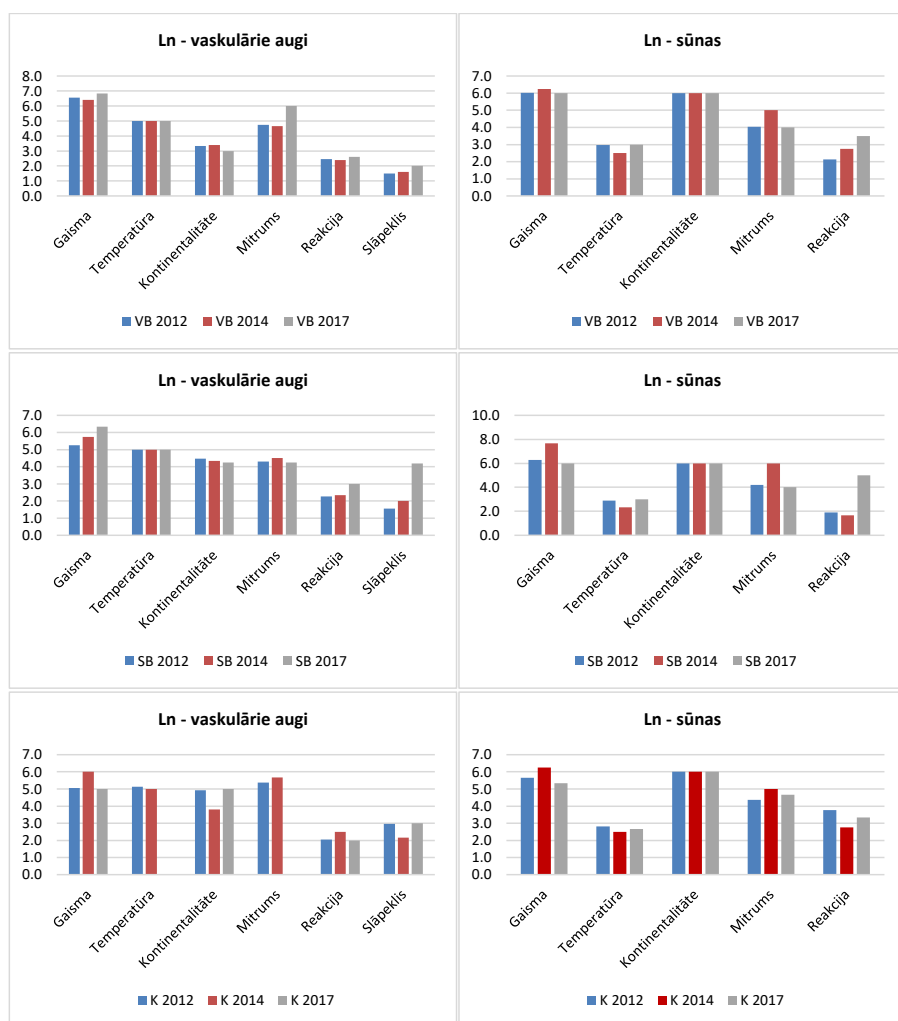 Ln - vaskulārie augi
8.0
7.0
6.0
5.0
4.0
3.0
2.0
1.0
0.0
Gaisma
Temperatūra
Kontinentalitāte
Mitrums
Reakcija
Slāpeklis
VB 2012 VB 2014 VB 2017
Ln - sūnas
7.0
6.0
5.0
4.0
3.0
2.0
1.0
0.0
Gaisma
Temperatūra
Kontinentalitāte
Mitrums
Reakcija
VB 2012 VB 2014 VB 2017
Ln - vaskulārie augi
7.0
6.0
5.0
4.0
3.0
2.0
1.0
0.0
Gaisma
Temperatūra
Kontinentalitāte
Mitrums
Reakcija
Slāpeklis
SB 2012 SB 2014 SB 2017
Ln - sūnas
10.0
8.0
6.0
4.0
2.0
0.0
Gaisma
Temperatūra
Kontinentalitāte
Mitrums
Reakcija
SB 2012 SB 2014 SB 2017
Ln - vaskulārie augi
7.0
6.0
5.0
4.0
3.0
2.0
1.0
0.0
Gaisma
Temperatūra
Kontinentalitāte
Mitrums
Reakcija
Slāpeklis
K 2012 K 2014 K 2017
Ln - sūnas
7.0
6.0
5.0
4.0
3.0
2.0
1.0
0.0
Gaisma
Temperatūra
Kontinentalitāte
Mitrums
Reakcija
K 2012 K 2014 K 2017